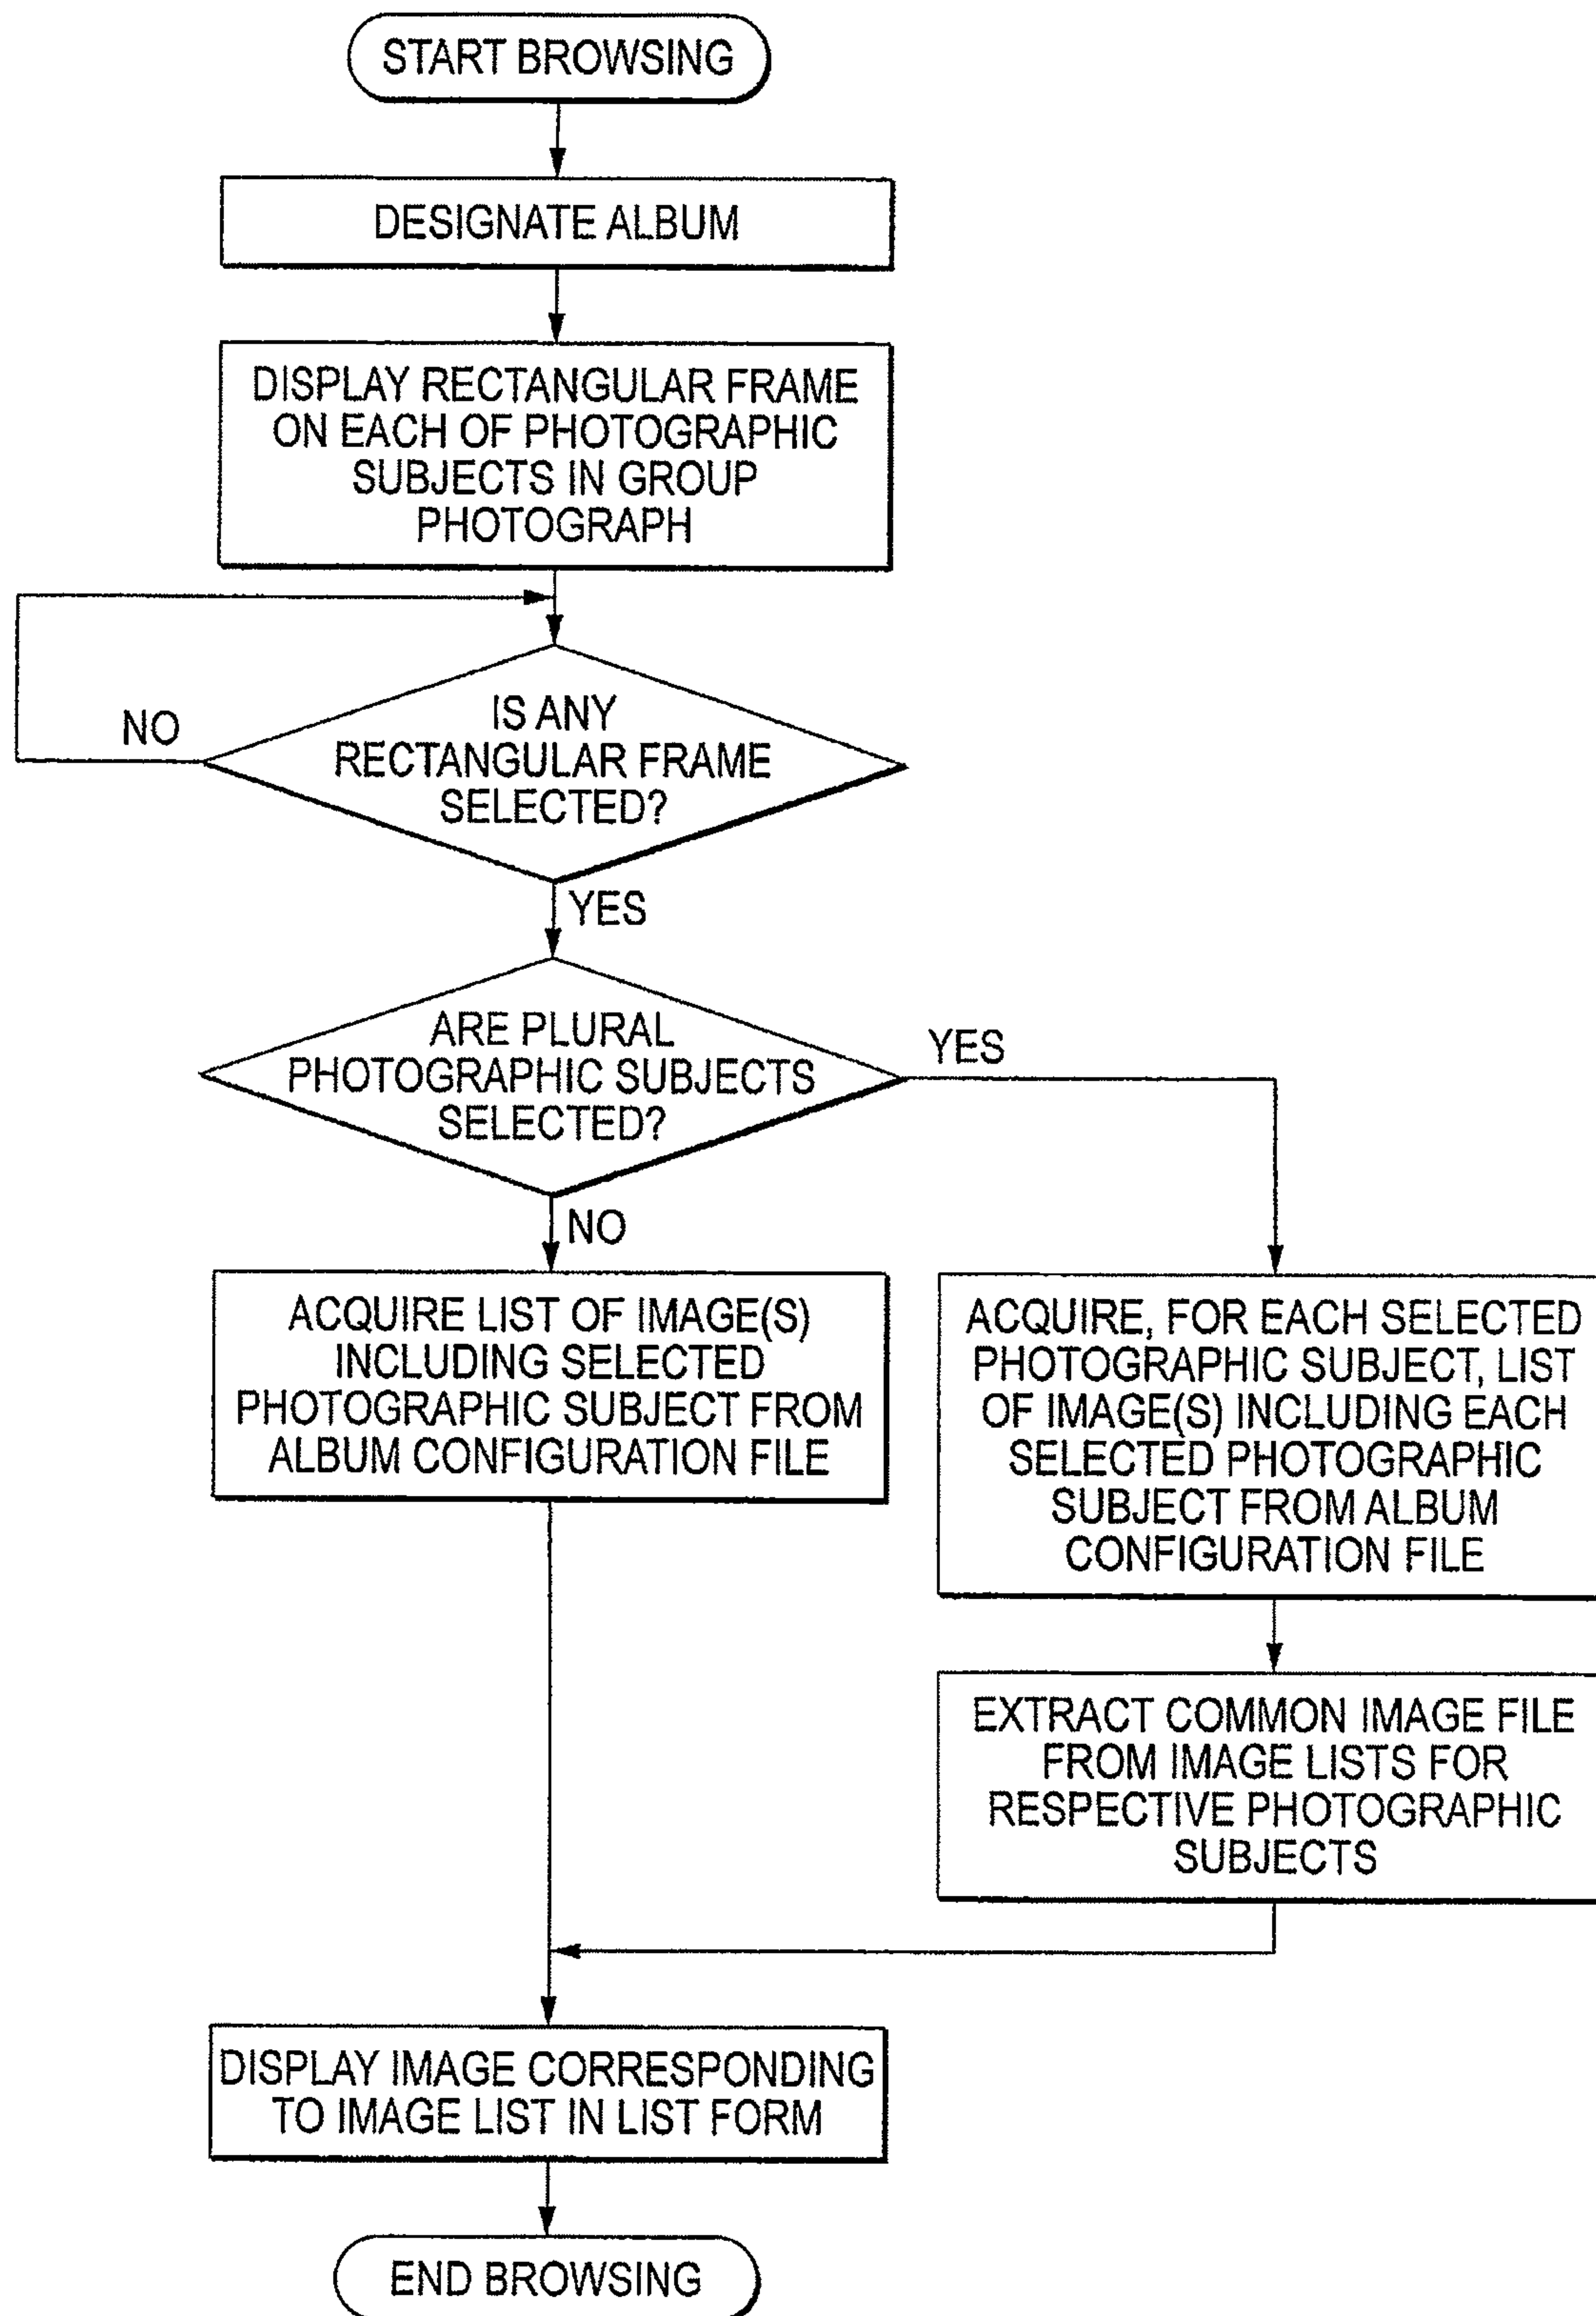 START BROWSING
DESIGNATE ALBUM
DISPLAY RECTANGULAR FRAME
ON EACH OF PHOTOGRAPHIC
SUBJECTS IN GROUP
PHOTOGRAPH
IS ANY
RECTANGULAR FRAME
SELECTED?
NO
YES
ARE PLURAL
PHOTOGRAPHIC SUBJECTS
SELECTED?
YES
NO
ACQUIRE LIST OF IMAGE(S)
INCLUDING SELECTED
PHOTOGRAPHIC SUBJECT FROM
ALBUM CONFIGURATION FILE
ACQUIRE, FOR EACH SELECTED
PHOTOGRAPHIC SUBJECT, LIST
OF IMAGE(S) INCLUDING EACH
SELECTED PHOTOGRAPHIC
SUBJECT FROM ALBUM
CONFIGURATION FILE
EXTRACT COMMON IMAGE FILE
FROM IMAGE LISTS FOR
RESPECTIVE PHOTOGRAPHIC
SUBJECTS
DISPLAY IMAGE CORRESPONDING
TO IMAGE LIST IN LIST FORM
END BROWSING